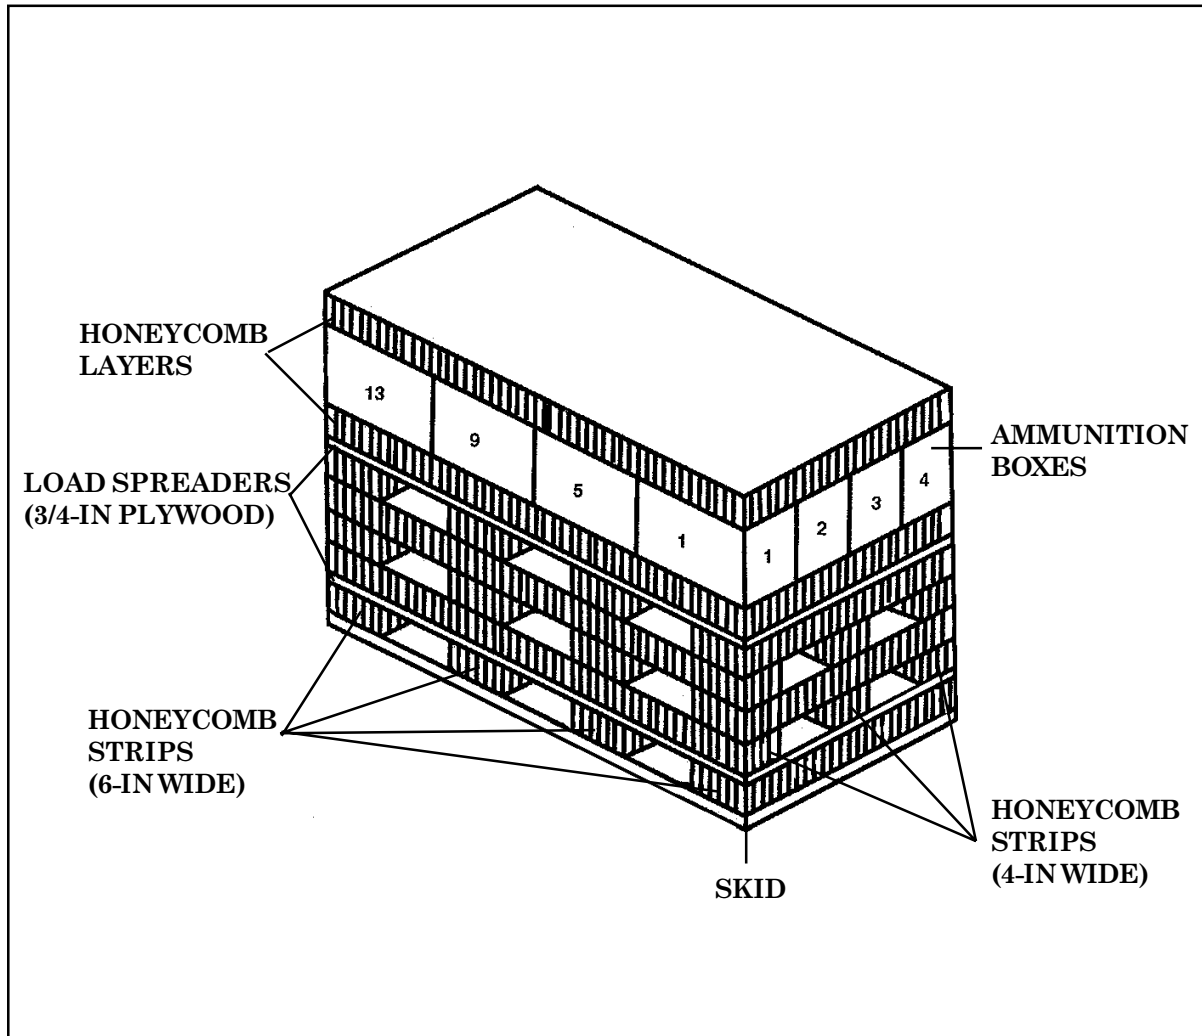 HONEYCOMB
LAYERS
13
9
5
1
1
2
3
4
AMMUNITION
BOXES
LOAD SPREADERS
(3/4-IN PLYWOOD)
HONEYCOMB
STRIPS
(6-IN WIDE)
HONEYCOMB
STRIPS
(4-IN WIDE)
SKID